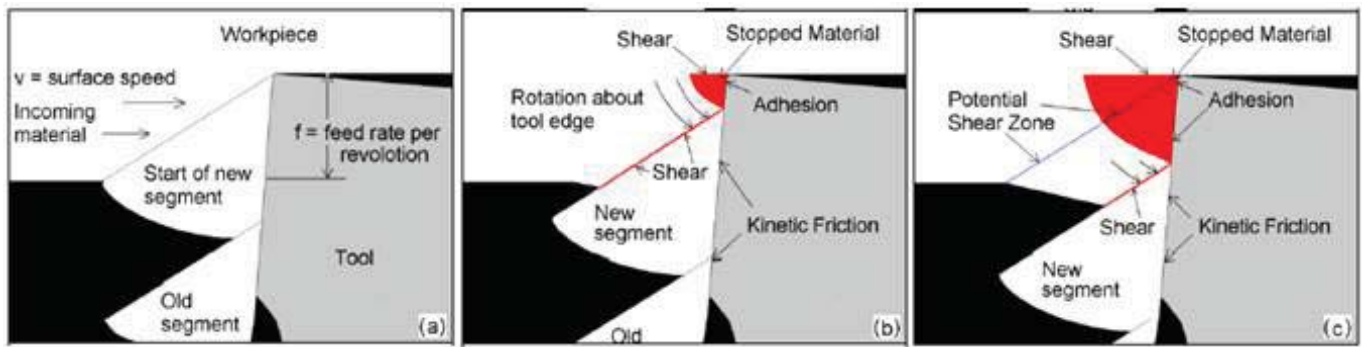 Workpiece
v = surface speed
Incoming
material
f = feed rate per
revolotion
Start of new
segment
Tool
Old
segment
(a)
Shear
Stopped Material
Adhesion
Rotation about
tool edge
Shear
New
segment
Kinetic Friction
Old
(b)
Shear
Stopped Material
Potential
Shear Zone
Adhesion
Shear
Kinetic Friction
New
segment
(c)